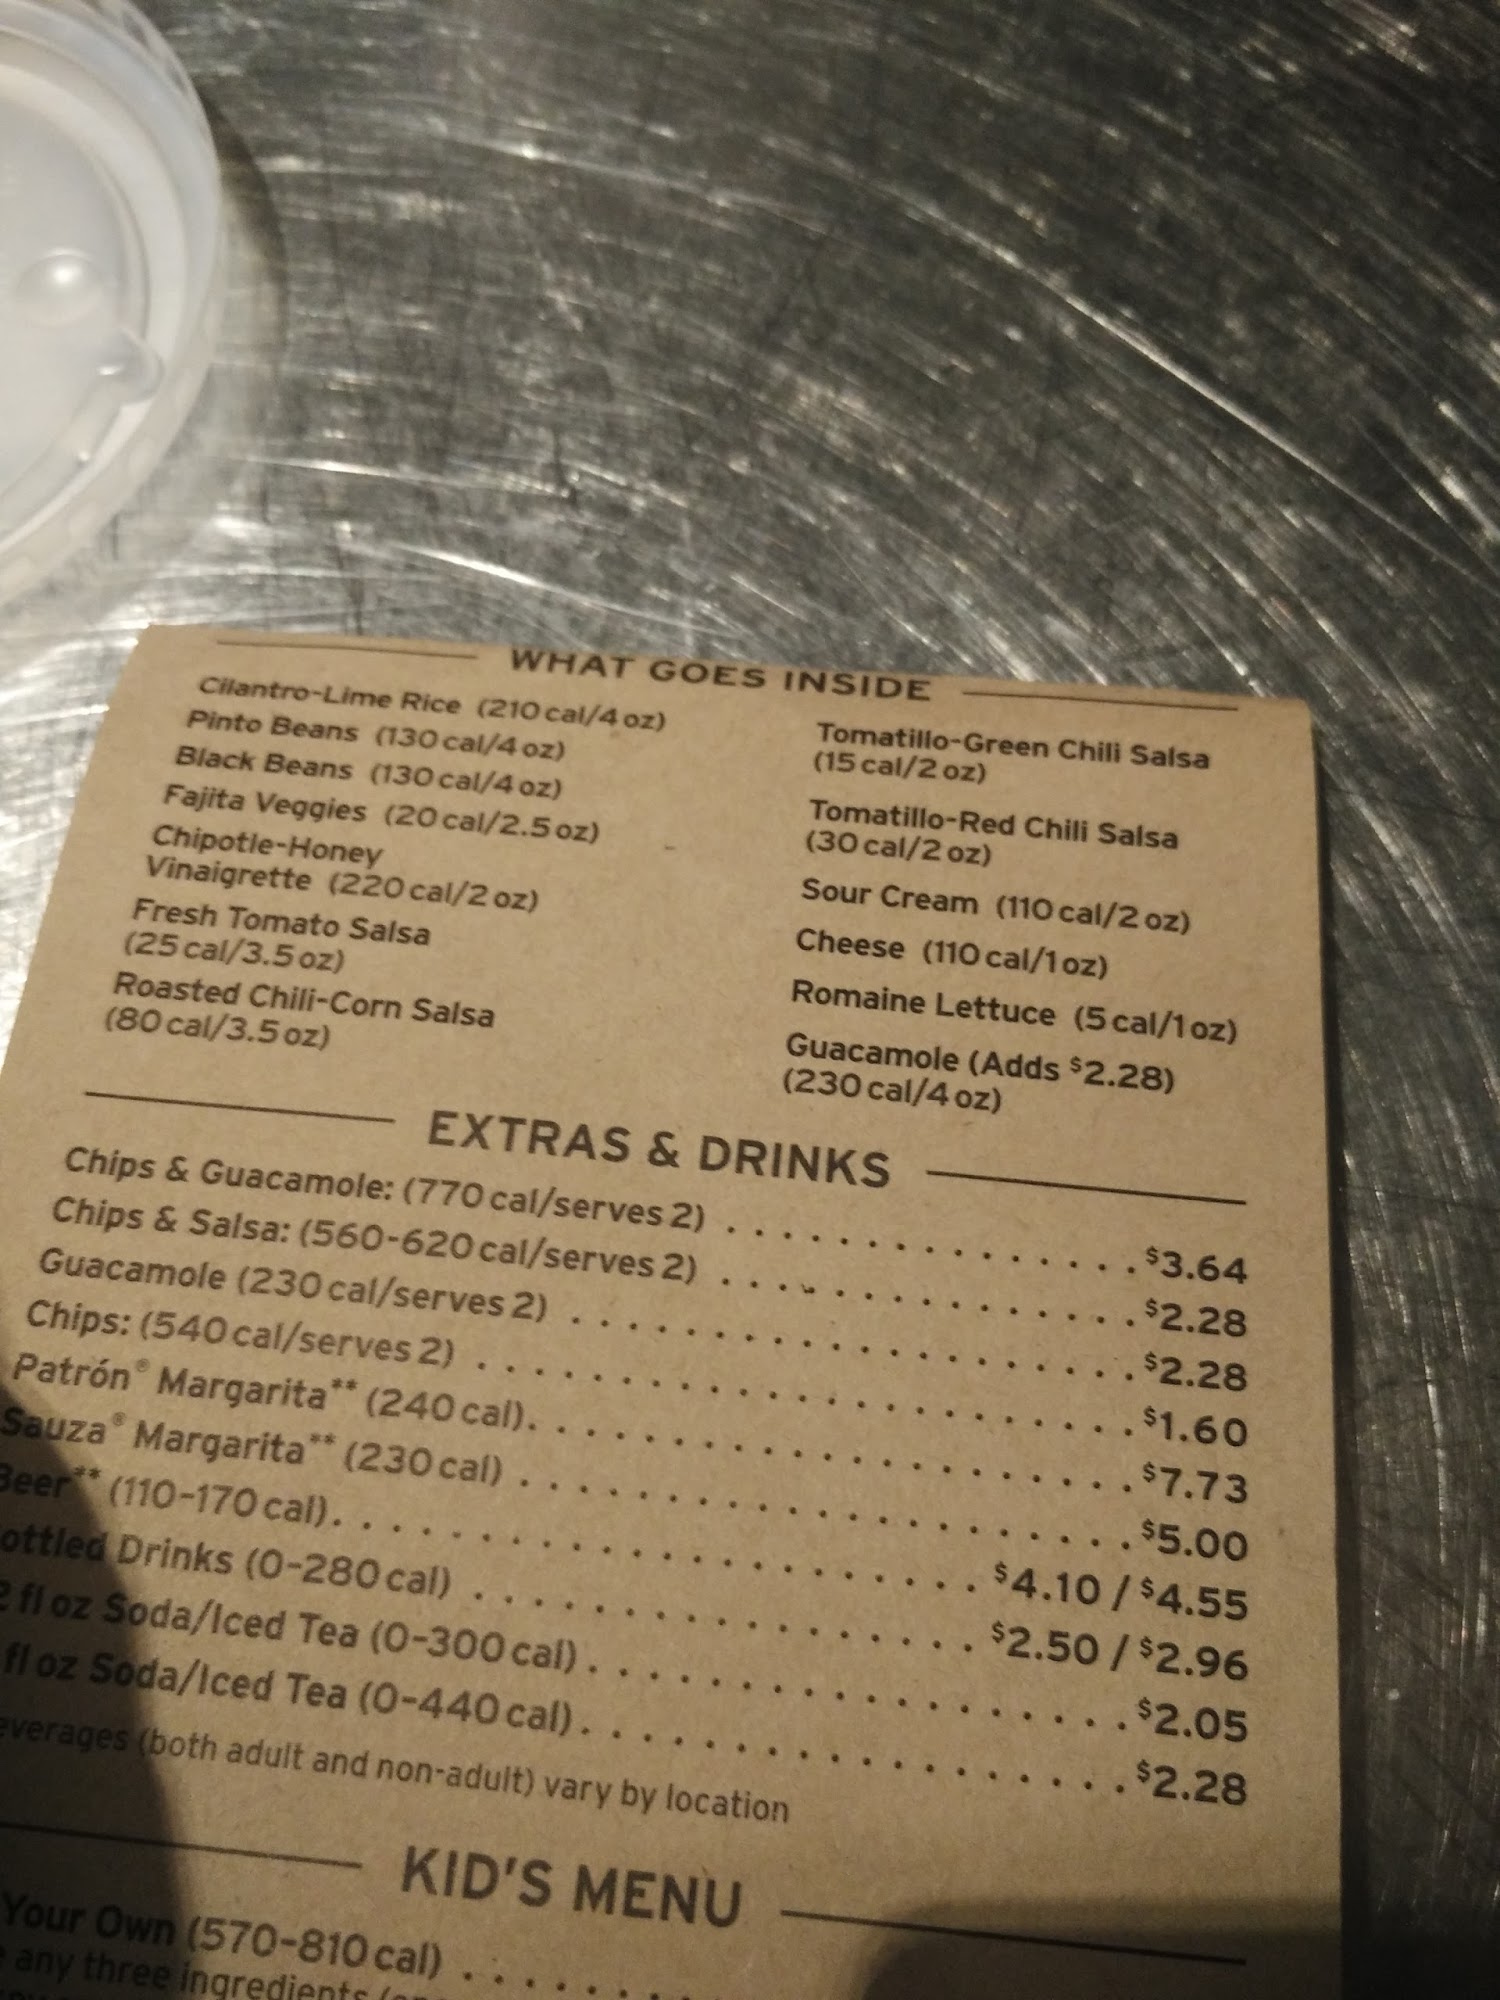 WHAT GOES INSIDE
Cilantro-Lime Rice (210 cal/4 oz)
Pinto Beans (130 cal/4 oz)
Black Beans (130 cal/4 oz)
Fajita Veggies (20 cal/2.5 oz)
Chipotle-Honey
Vinaigrette (220 cal/2 oz)
Fresh Tomato Salsa
(25 cal/3.5 oz)
Roasted Chili-Corn Salsa
(80 cal/3.5 oz)
Tomatillo-Green Chili Salsa
(15 cal/2 oz)
Tomatillo-Red Chili Salsa
(30 cal/2 oz)
Sour Cream (110 cal/2 oz)
Cheese (110 cal/1 oz)
Romaine Lettuce (5 cal/1 oz)
Guacamole (Adds $2.28)
(230 cal/4 oz)
EXTRAS & DRINKS
Chips & Guacamole: (770 cal/serves 2) . . . . . . . . . . . . . . . $3.64
Chips & Salsa: (560-620 cal/serves 2) . . . . . . . . . . . . . . . $2.28
Guacamole (230 cal/serves 2) . . . . . . . . . . . . . . . . . . . . $2.28
Chips: (540 cal/serves 2) . . . . . . . . . . . . . . . . . . . . . . . $1.60
Patrón® Margarita** (240 cal). . . . . . . . . . . . . . . . . . . . . $7.73
Sauza® Margarita** (230 cal) . . . . . . . . . . . . . . . . . . . . . $5.00
Beer** (110-170 cal). . . . . . . . . . . . . . . . . . . . . . $4.10 / $4.55
ottled Drinks (0-280 cal) . . . . . . . . . . . . . . . . . $2.50 / $2.96
2 fl oz Soda/Iced Tea (0-300 cal). . . . . . . . . . . . . . . . . . $2.05
fl oz Soda/Iced Tea (0-440 cal). . . . . . . . . . . . . . . . . . . $2.28
everages (both adult and non-adult) vary by location
KID'S MENU
Your Own (570-810 cal) . . . . . .
any three ingredients